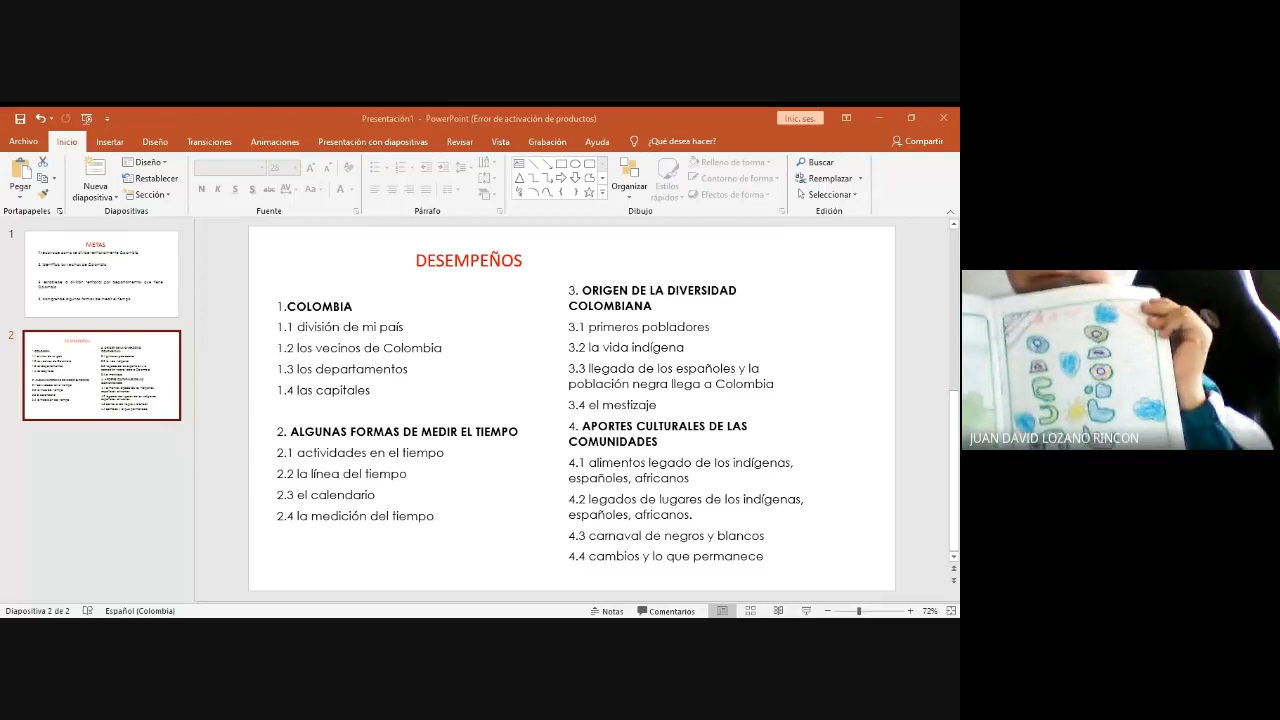 Presentación1 - PowerPoint (Error de activación de productos)
Inic. ses.
Archivo
Inicio
Insertar
Diseño
Transiciones
Animaciones
Presentación con diapositivas
Revisar
Vista
Grabación
Ayuda
¿Qué desea hacer?
Compartir
Pegar
Nueva diapositiva
Diseño
Restablecer
Sección
28
N K S S abc AV Aa A
Organizar
Estilos rápidos
Relleno de forma
Contorno de forma
Efectos de forma
Buscar
Reemplazar
Seleccionar
Portapapeles
Diapositivas
Fuente
Párrafo
Dibujo
Edición
1
METAS
2
DESEMPEÑOS
1.COLOMBIA
1.1 división de mi país
1.2 los vecinos de Colombia
1.3 los departamentos
1.4 las capitales
2. ALGUNAS FORMAS DE MEDIR EL TIEMPO
2.1 actividades en el tiempo
2.2 la línea del tiempo
2.3 el calendario
2.4 la medición del tiempo
3. ORIGEN DE LA DIVERSIDAD
COLOMBIANA
3.1 primeros pobladores
3.2 la vida indígena
3.3 llegada de los españoles y la
población negra llega a Colombia
3.4 el mestizaje
4. APORTES CULTURALES DE LAS
COMUNIDADES
4.1 alimentos legado de los indígenas,
españoles, africanos
4.2 legados de lugares de los indígenas,
españoles, africanos.
4.3 carnaval de negros y blancos
4.4 cambios y lo que permanece
JUAN DAVID LOZANO RINCON
Diapositiva 2 de 2
Español (Colombia)
Notas
Comentarios
72%